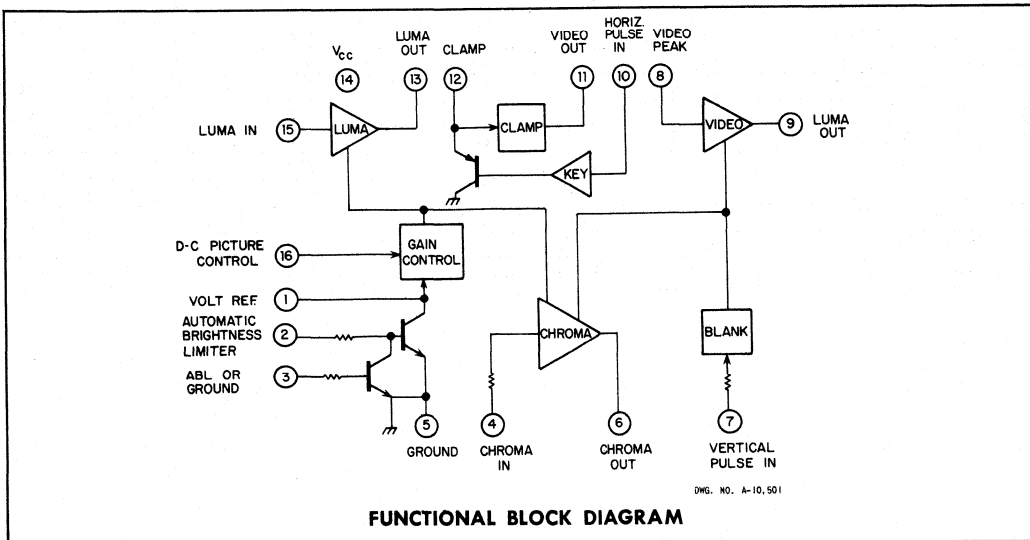 VCC
14
LUMA
OUT
13
CLAMP
12
VIDEO
OUT
11
HORIZ.
PULSE
IN
10
VIDEO
PEAK
8
LUMA IN
15
LUMA
CLAMP
KEY
VIDEO
9
LUMA
OUT
D-C PICTURE
CONTROL
16
GAIN
CONTROL
VOLT REF.
1
AUTOMATIC
BRIGHTNESS
LIMITER
2
ABL OR
GROUND
3
CHROMA
BLANK
5
GROUND
4
CHROMA
IN
6
CHROMA
OUT
7
VERTICAL
PULSE IN
DWG. NO. A-10,501
FUNCTIONAL BLOCK DIAGRAM